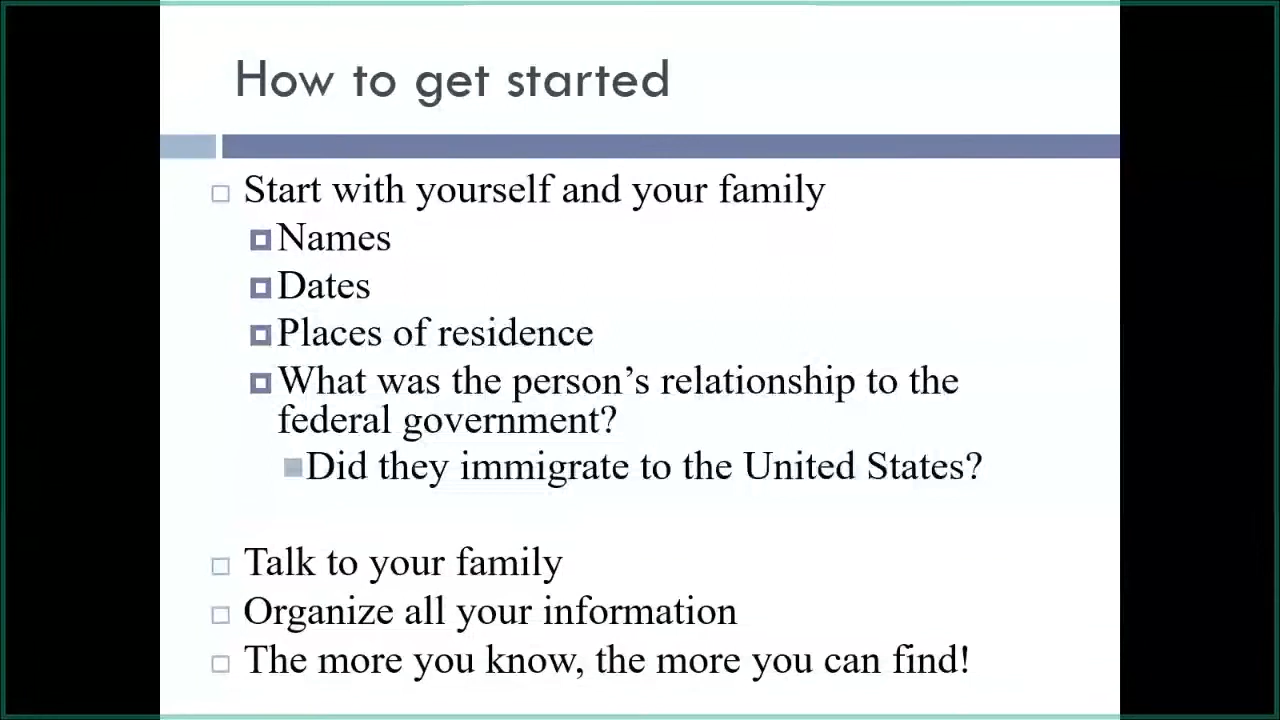 How to get started
Start with yourself and your family
Names
Dates
Places of residence
What was the person’s relationship to the
federal government?
Did they immigrate to the United States?
Talk to your family
Organize all your information
The more you know, the more you can find!